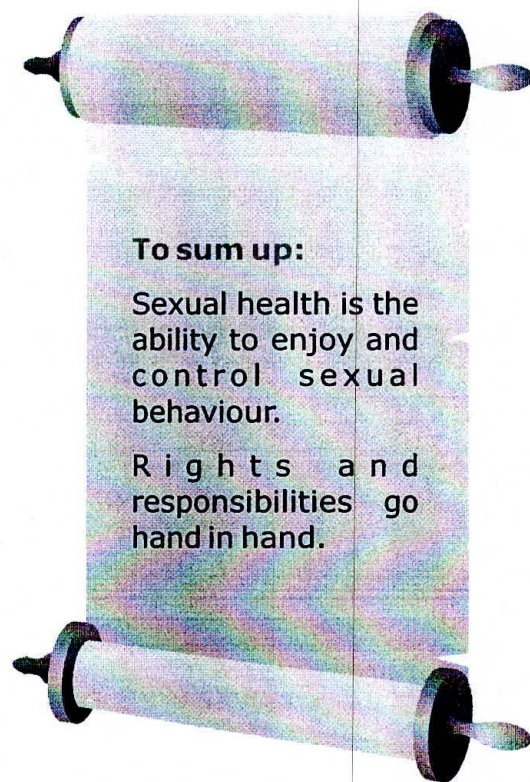 To sum up:
Sexual health is the
ability to enjoy and
control sexual
behaviour.
Rights and
responsibilities go
hand in hand.